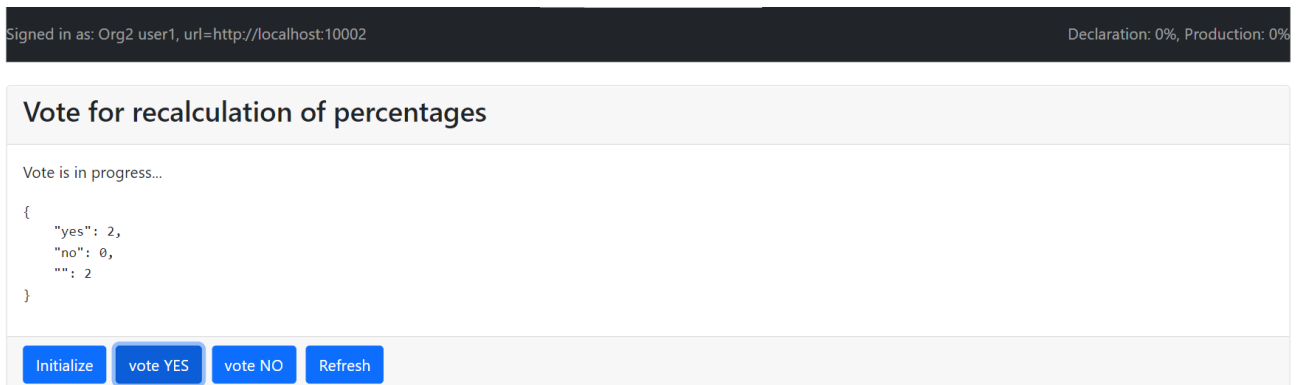 Signed in as: Org2 user1, url=http://localhost:10002
Declaration: 0%, Production: 0%
Vote for recalculation of percentages
Vote is in progress...
{
    "yes": 2,
    "no": 0,
    "": 2
}
Initialize
vote YES
vote NO
Refresh